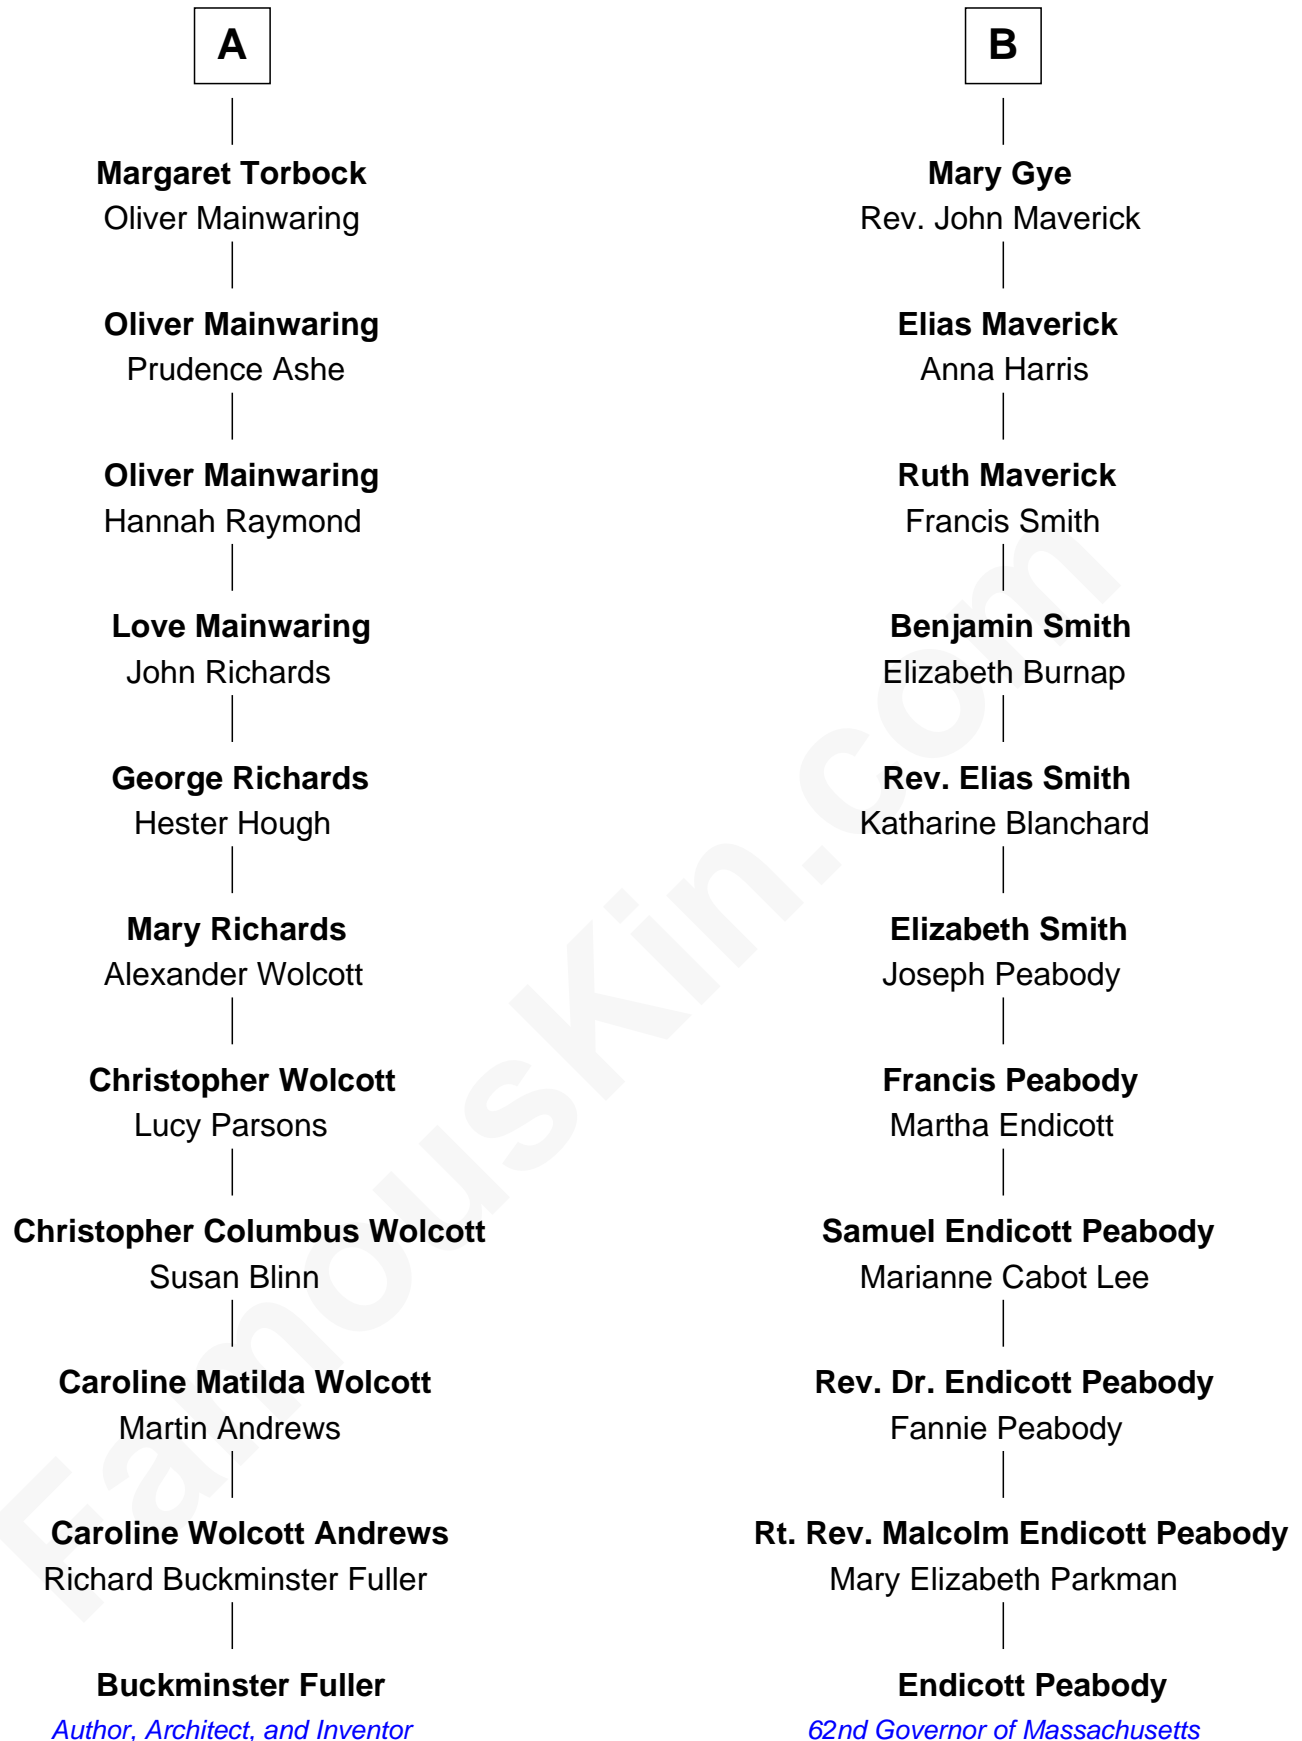 A
Margaret Torbock
Oliver Mainwaring
Oliver Mainwaring
Prudence Ashe
Oliver Mainwaring
Hannah Raymond
Love Mainwaring
John Richards
George Richards
Hester Hough
Mary Richards
Alexander Wolcott
Christopher Wolcott
Lucy Parsons
Christopher Columbus Wolcott
Susan Blinn
Caroline Matilda Wolcott
Martin Andrews
Caroline Wolcott Andrews
Richard Buckminster Fuller
Buckminster Fuller
Author, Architect, and Inventor
B
Mary Gye
Rev. John Maverick
Elias Maverick
Anna Harris
Ruth Maverick
Francis Smith
Benjamin Smith
Elizabeth Burnap
Rev. Elias Smith
Katharine Blanchard
Elizabeth Smith
Joseph Peabody
Francis Peabody
Martha Endicott
Samuel Endicott Peabody
Marianne Cabot Lee
Rev. Dr. Endicott Peabody
Fannie Peabody
Rt. Rev. Malcolm Endicott Peabody
Mary Elizabeth Parkman
Endicott Peabody
62nd Governor of Massachusetts
FamousKin.com